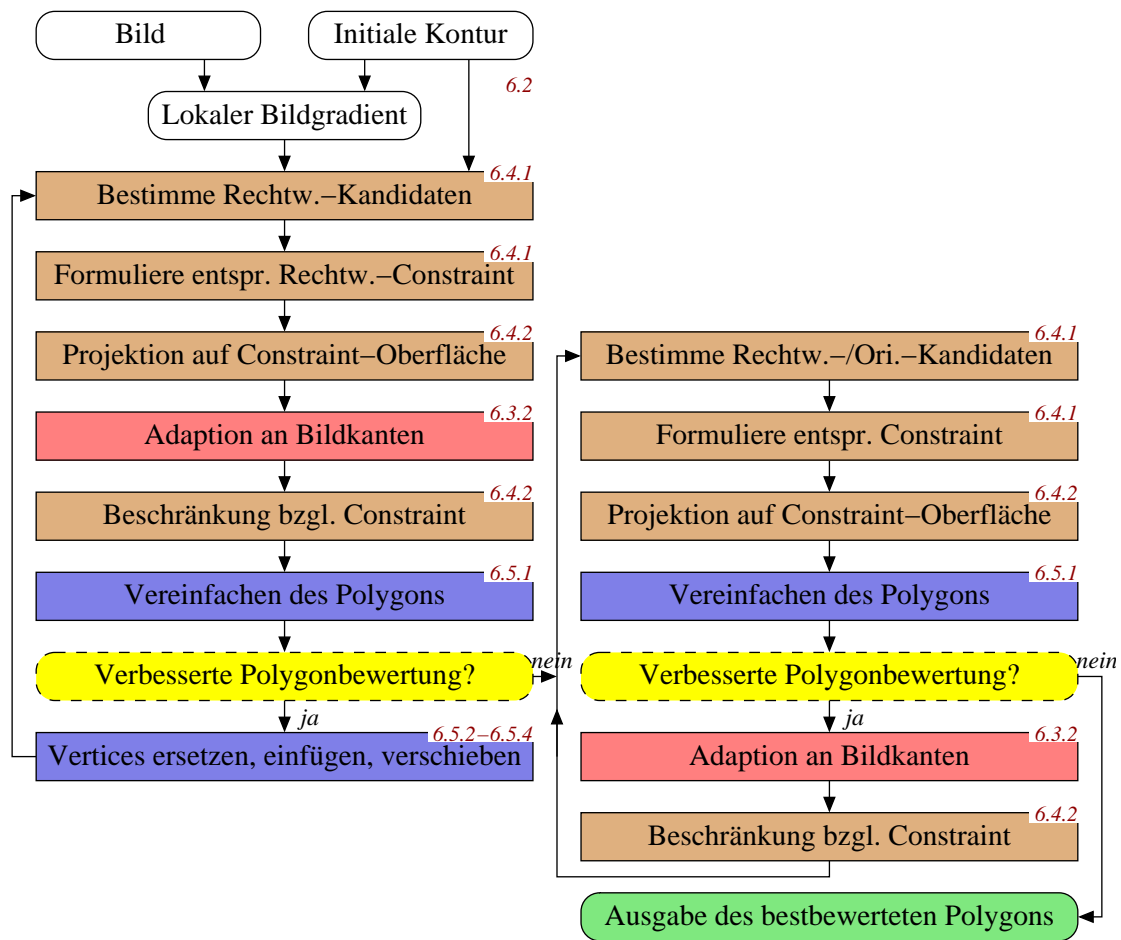 Bild
Initiale Kontur
6.2
Lokaler Bildgradient
6.4.1
Bestimme Rechtw.–Kandidaten
6.4.1
Formuliere entspr. Rechtw.–Constraint
6.4.2
Projektion auf Constraint–Oberfläche
6.3.2
Adaption an Bildkanten
6.4.2
Beschränkung bzgl. Constraint
6.5.1
Vereinfachen des Polygons
Verbesserte Polygonbewertung?
nein
ja
6.5.2–6.5.4
Vertices ersetzen, einfügen, verschieben
6.4.1
Bestimme Rechtw.–/Ori.–Kandidaten
6.4.1
Formuliere entspr. Constraint
6.4.2
Projektion auf Constraint–Oberfläche
6.5.1
Vereinfachen des Polygons
Verbesserte Polygonbewertung?
nein
ja
6.3.2
Adaption an Bildkanten
6.4.2
Beschränkung bzgl. Constraint
Ausgabe des bestbewerteten Polygons